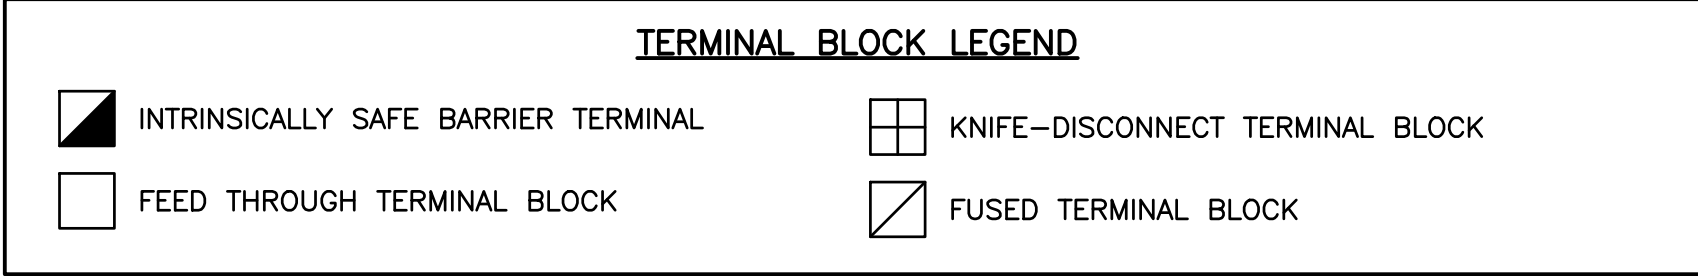 TERMINAL BLOCK LEGEND
INTRINSICALLY SAFE BARRIER TERMINAL
FEED THROUGH TERMINAL BLOCK
KNIFE-DISCONNECT TERMINAL BLOCK
FUSED TERMINAL BLOCK